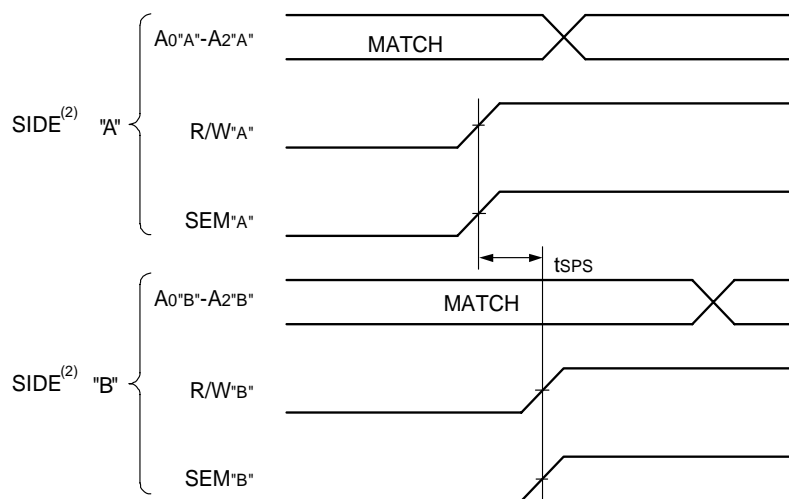 A0"A"-A2"A"
MATCH
SIDE(2) "A"
R/W"A"
SEM"A"
tSPS
A0"B"-A2"B"
MATCH
SIDE(2) "B"
R/W"B"
SEM"B"